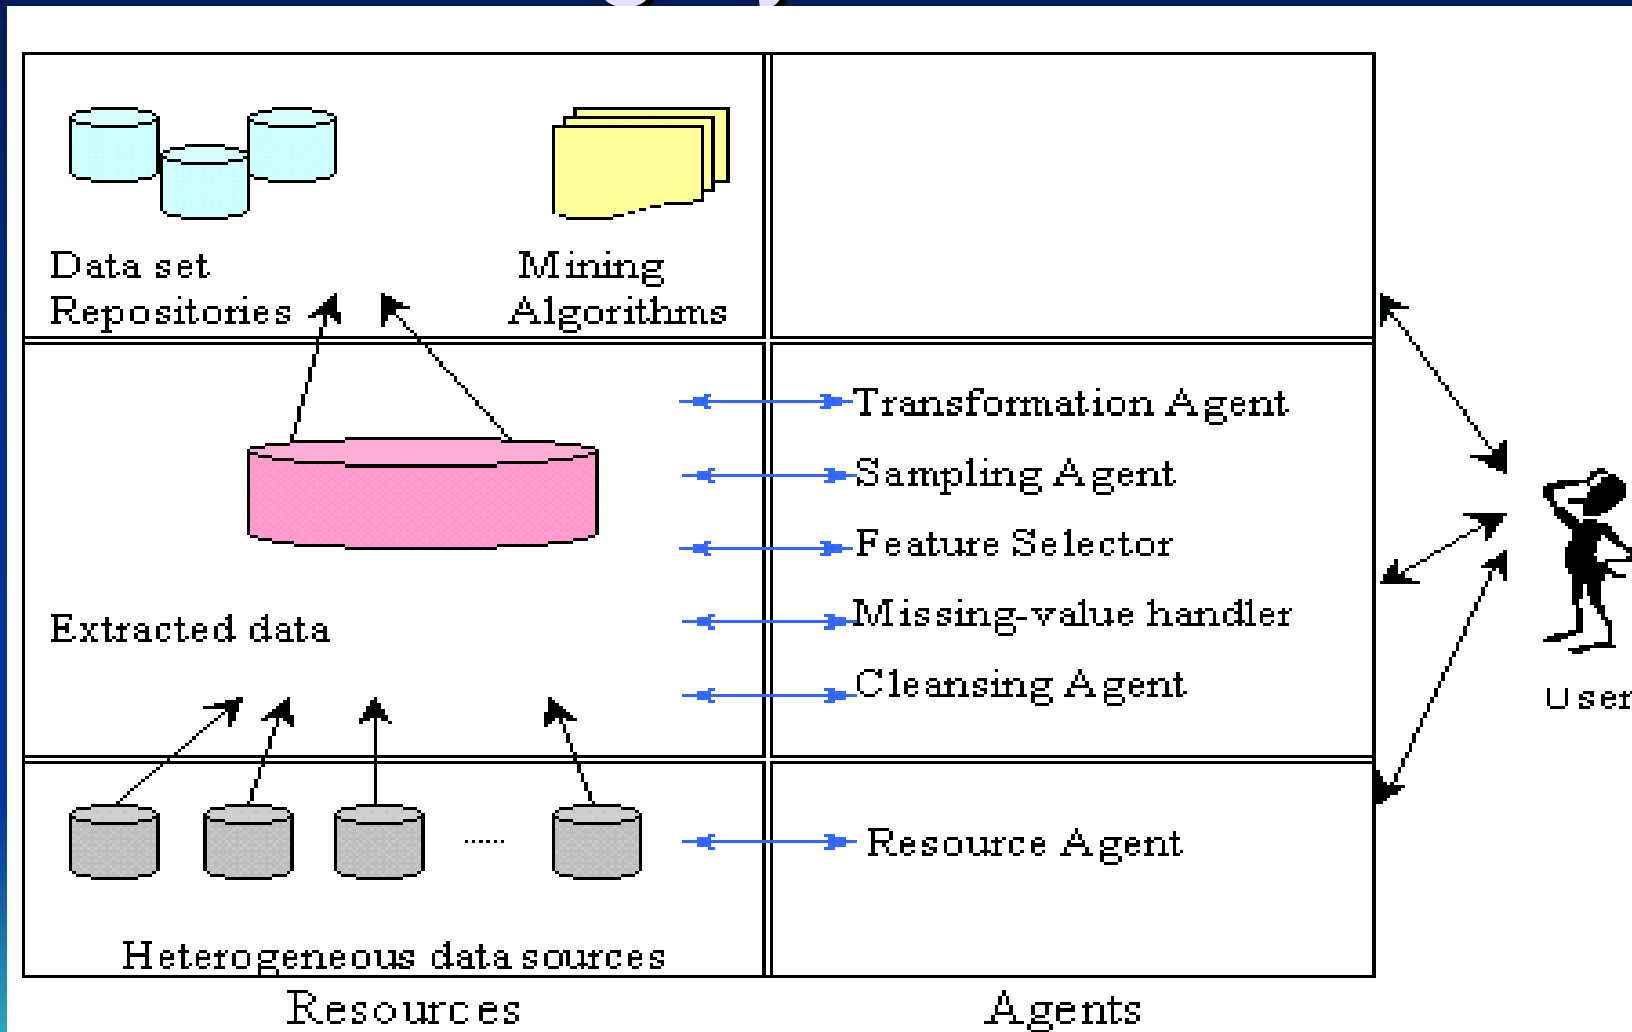 Data set
Repositories
Mining
Algorithms
Transformation Agent
Sampling Agent
Feature Selector
Missing-value handler
Cleansing Agent
Extracted data
User
Resource Agent
Heterogeneous data sources
Resources
Agents